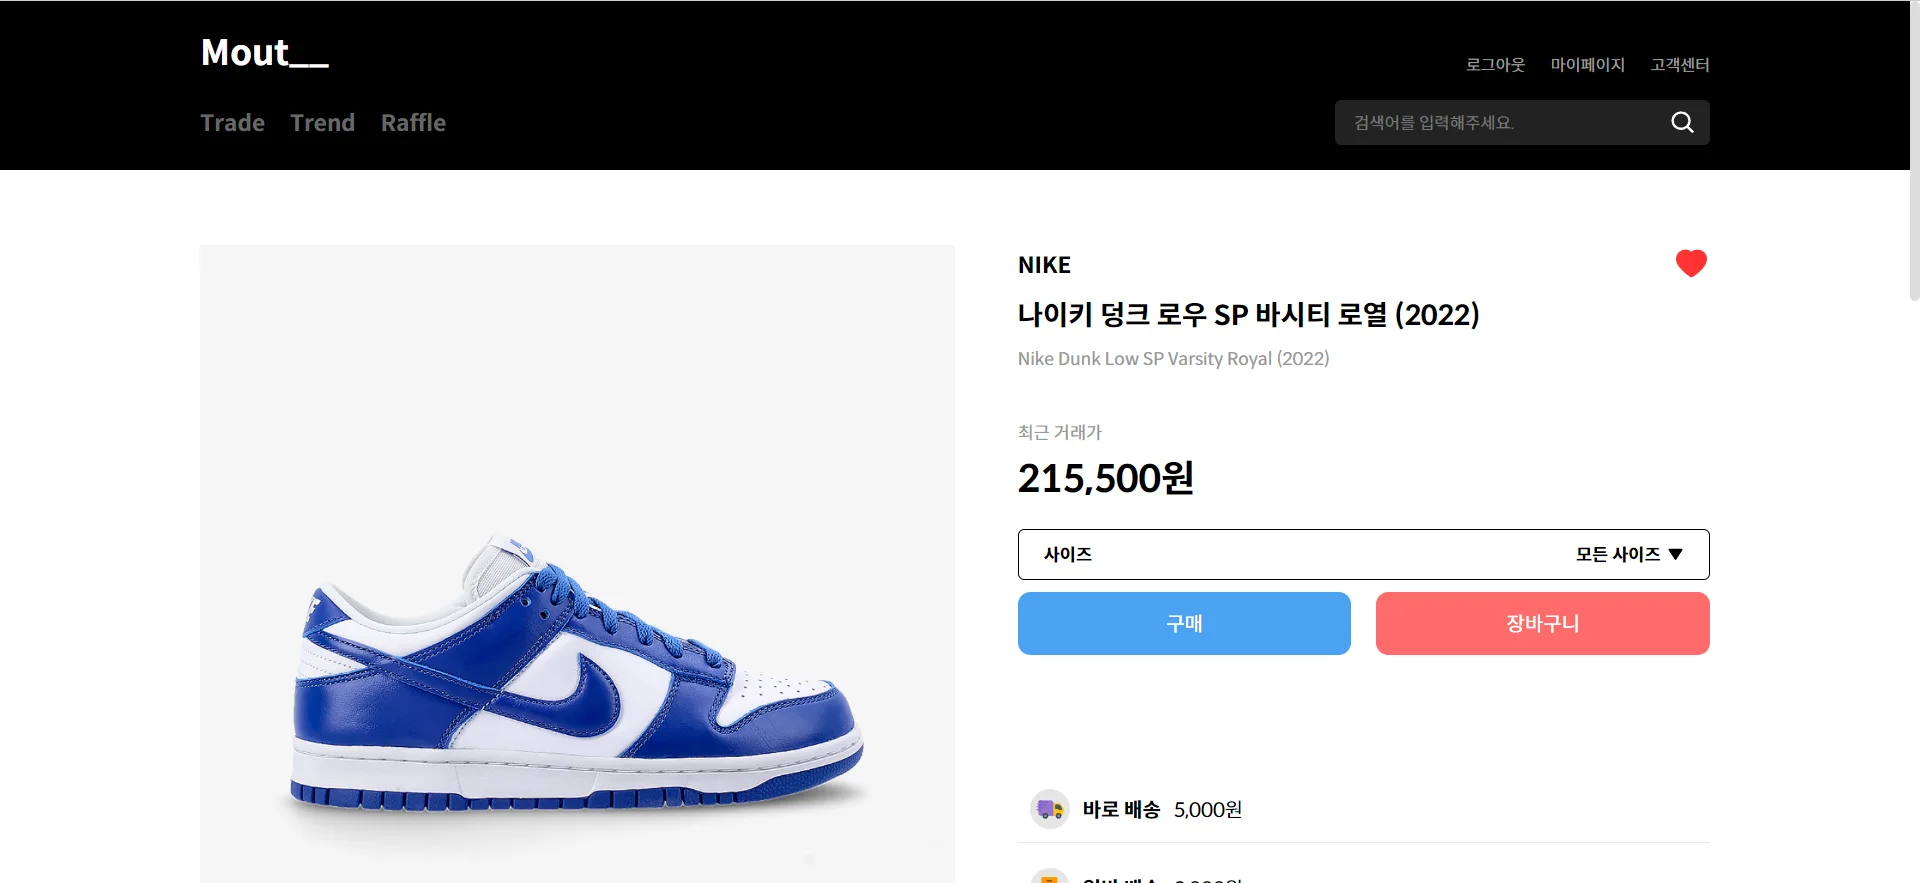 Mout__
로그아웃 마이페이지 고객센터
Trade Trend Raffle
검색어를 입력해주세요.
NIKE
나이키 덩크 로우 SP 바시티 로열 (2022)
Nike Dunk Low SP Varsity Royal (2022)
최근 거래가
215,500원
사이즈 모든 사이즈 ▼
구매 장바구니
바로 배송 5,000원